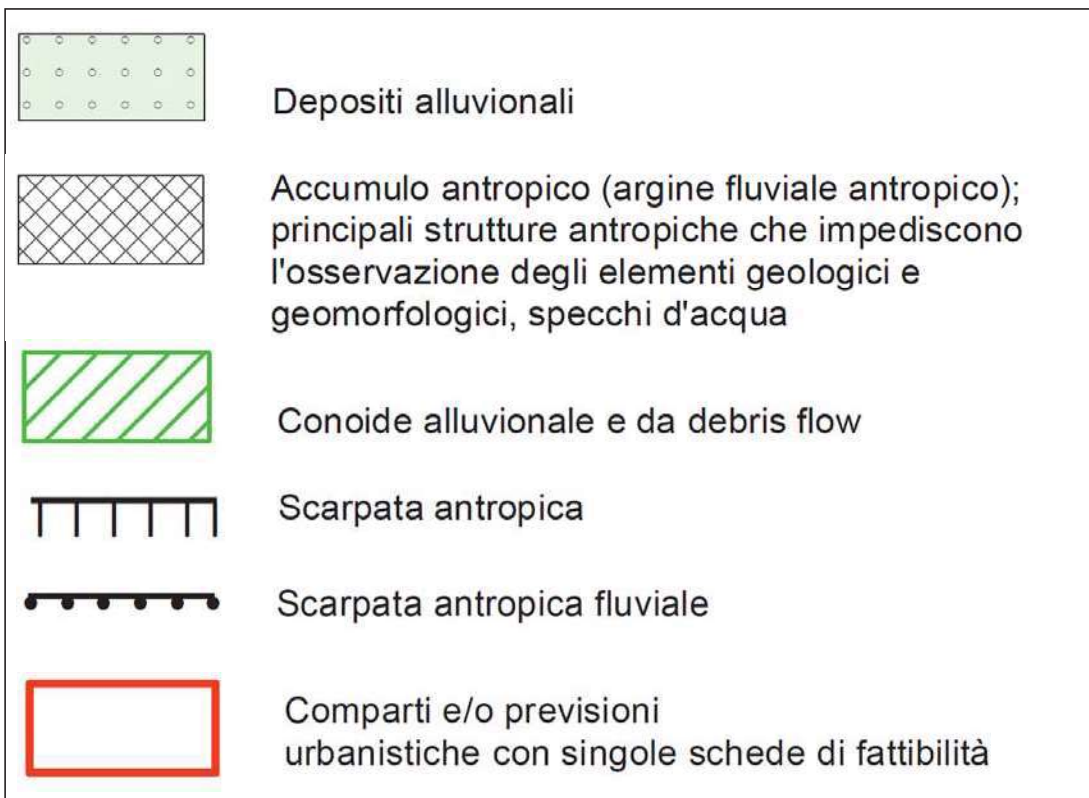 Depositi alluvionali
Accumulo antropico (argine fluviale antropico);
principali strutture antropiche che impediscono
l'osservazione degli elementi geologici e
geomorfologici, specchi d'acqua
Conoide alluvionale e da debris flow
Scarpata antropica
Scarpata antropica fluviale
Comparti e/o previsioni
urbanistiche con singole schede di fattibilità